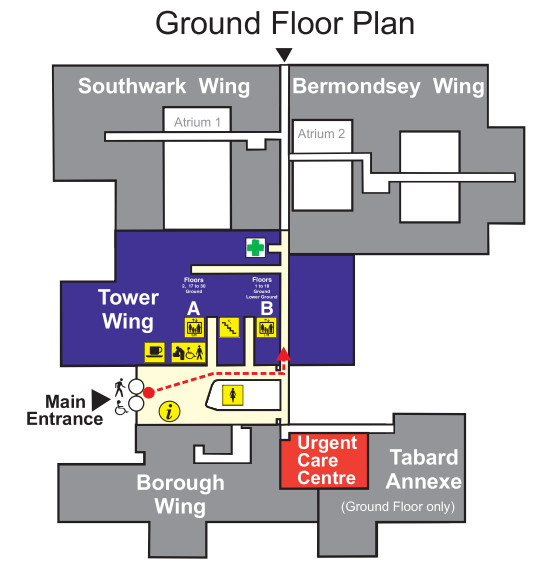 Ground Floor Plan
Southwark Wing
Bermondsey Wing
Atrium 1
Atrium 2
Floors
2, 17 to 30
Ground
Floors
1 to 18
Ground
Lower Ground
Tower
Wing
A
B
Main
Entrance
i
Urgent
Care
Centre
Tabard
Annexe
(Ground Floor only)
Borough
Wing